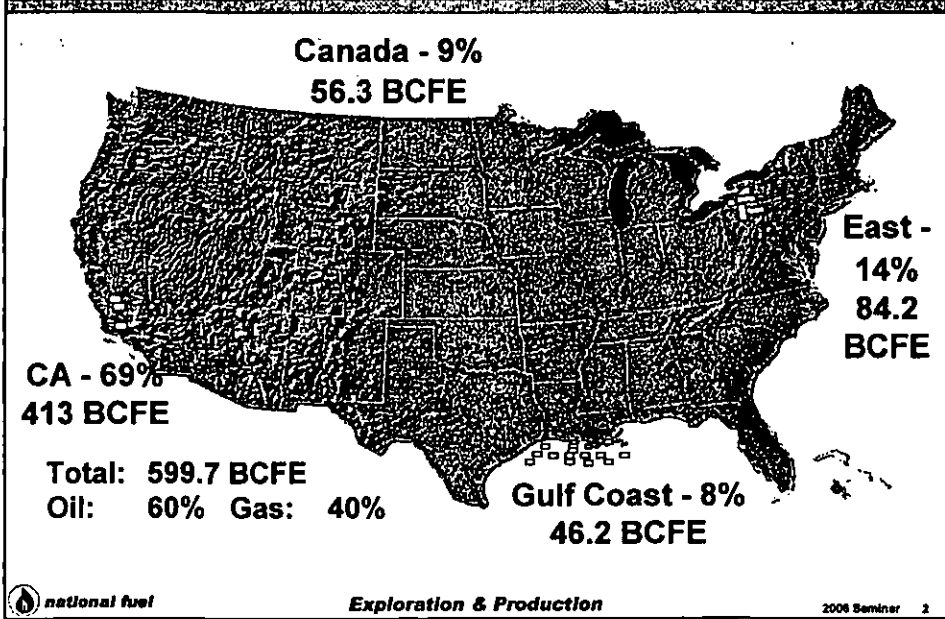 Canada - 9%
56.3 BCFE
East -
14%
84.2
BCFE
CA - 69%
413 BCFE
Total: 599.7 BCFE
Oil: 60% Gas: 40%
Gulf Coast - 8%
46.2 BCFE
national fuel
Exploration & Production
2006 Seminar 2